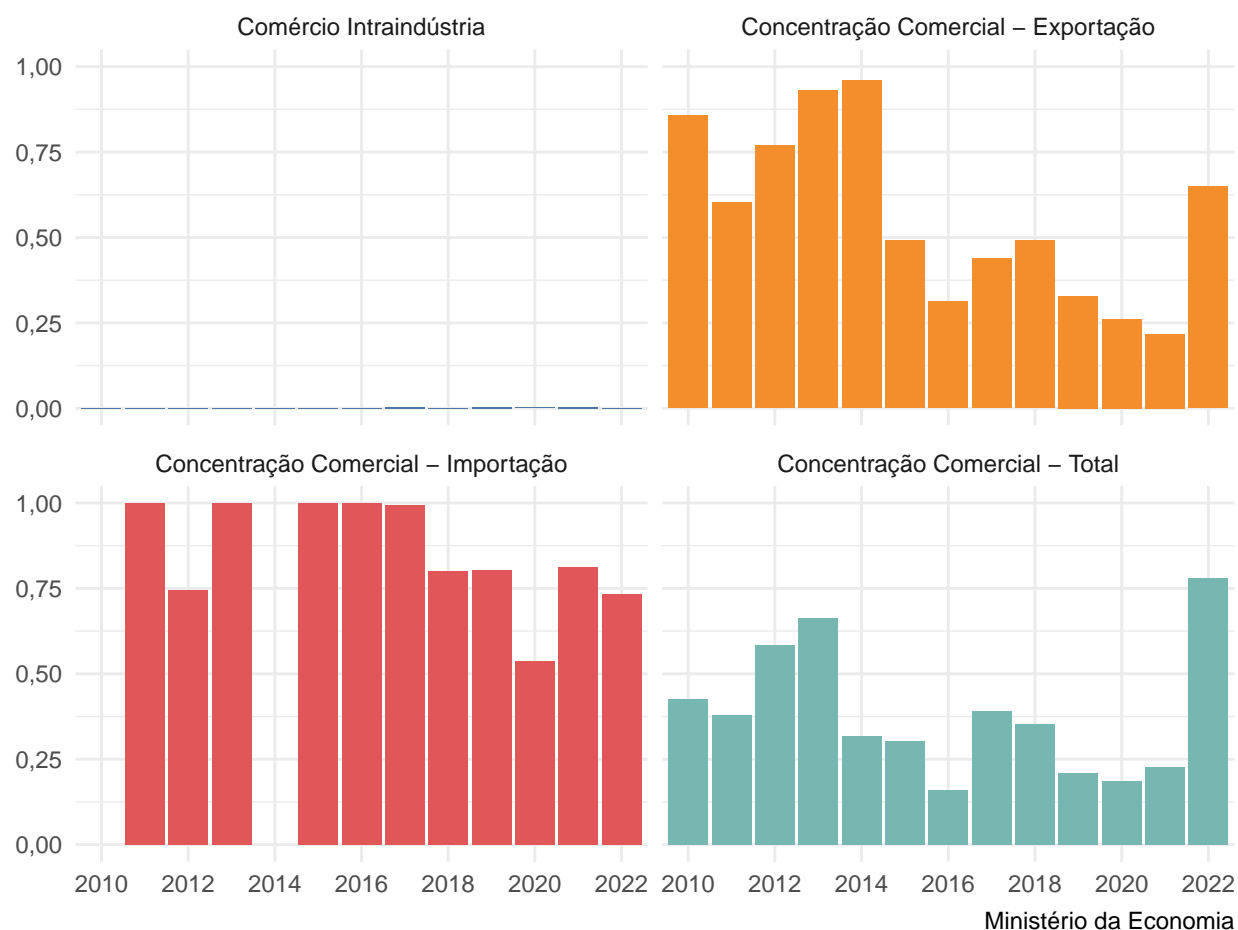 Comércio Intraindústria
Concentração Comercial – Exportação
1,00
0,75
0,50
0,25
0,00
Concentração Comercial – Importação
Concentração Comercial – Total
1,00
0,75
0,50
0,25
0,00
2010 2012 2014 2016 2018 2020 2022
2010 2012 2014 2016 2018 2020 2022
Ministério da Economia